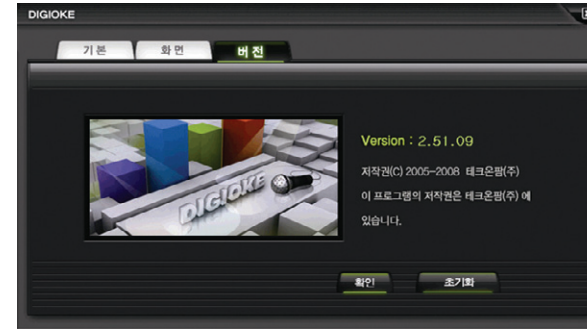 DIGIOKE
기본
화면
버전
DIGIOKE
Version : 2.51.09
저작권(C) 2005-2008 테크온팜(주)
이 프로그램의 저작권은 테크온팜(주) 에
있습니다.
확인
초기화